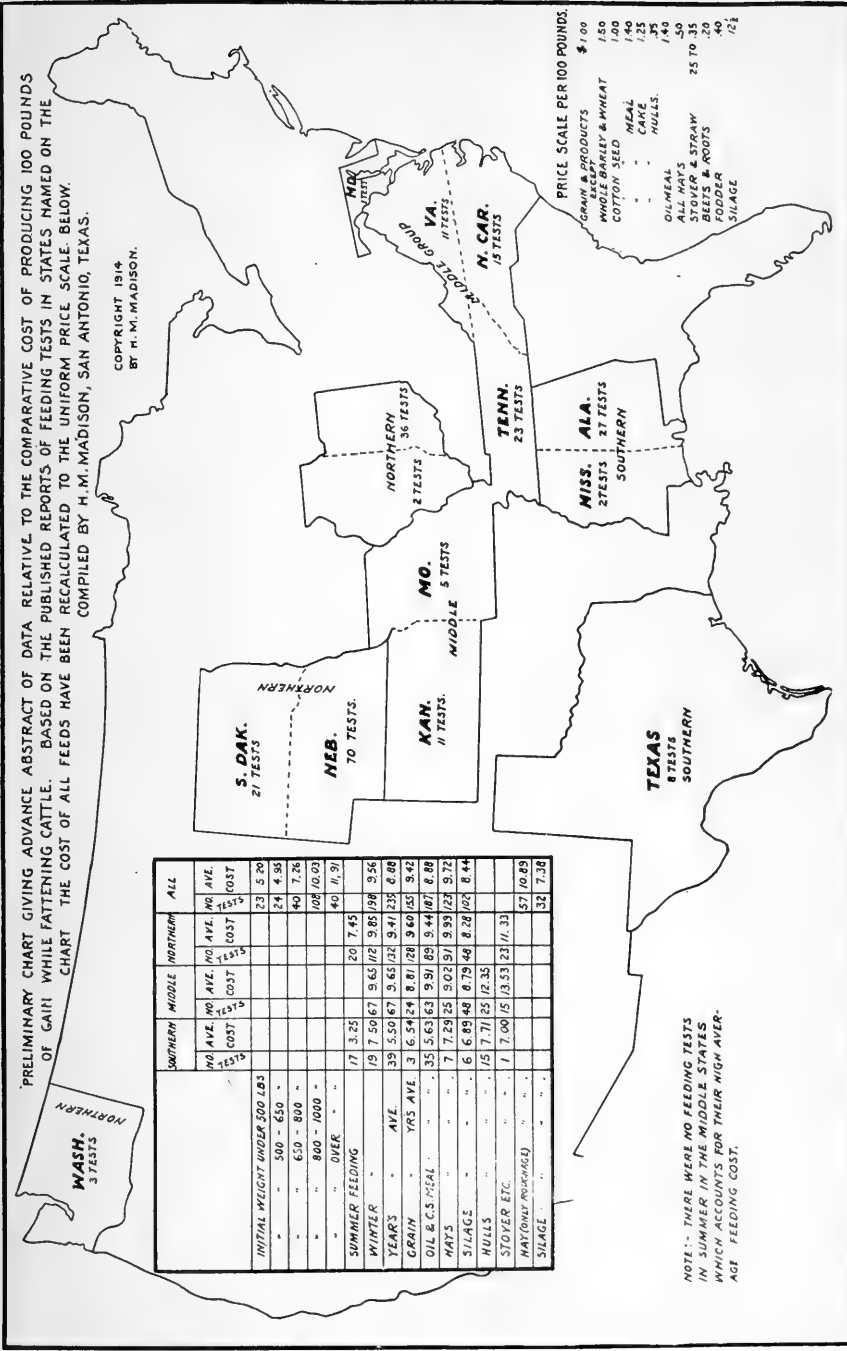 PRELIMINARY CHART GIVING ADVANCE ABSTRACT OF DATA RELATIVE TO THE COMPARATIVE COST OF PRODUCING 100 POUNDS
OF GAIN WHILE FATTENING CATTLE. BASED ON THE PUBLISHED REPORTS OF FEEDING TESTS IN STATES NAMED ON THE
CHART THE COST OF ALL FEEDS HAVE BEEN RECALCULATED TO THE UNIFORM PRICE SCALE BELOW.
COMPILED BY H.M.MADISON, SAN ANTONIO, TEXAS.
COPYRIGHT 1914
BY H. M. MADISON.
WASH.
3 TESTS
NORTHERN
S. DAK.
21 TESTS
NORTHERN
NEB.
70 TESTS.
KAN.
11 TESTS.
MIDDLE
MO.
5 TESTS
NORTHERN
2 TESTS 36 TESTS
TENN.
23 TESTS
MISS.
2 TESTS
ALA.
27 TESTS
SOUTHERN
TEXAS
8 TESTS
SOUTHERN
MD.
1 TEST
VA.
11 TESTS
MIDDLE GROUP
N. CAR.
15 TESTS
SOUTHERN MIDDLE NORTHERN ALL
NO. TESTS AVE. COST NO. TESTS AVE. COST NO. TESTS AVE. COST NO. TESTS AVE. COST
INITIAL WEIGHT UNDER 500 LBS 23 5 20
" " 500 - 650 " 24 4.95
" " 650 - 800 " 40 7.26
" " 800 - 1000 " 108 10.03
" " OVER " " 40 11,91
SUMMER FEEDING 17 3.25 20 7.45
WINTER " 19 7 50 67 9.65 112 9.85 198 9.56
YEAR'S " AVE. 39 5.50 67 9.65 132 9.41 235 8.88
GRAIN " YR'S AVE. 3 6.54 24 8.81 128 9 60 155 9.42
OIL & C.S. MEAL " " " 35 5.63 63 9.91 89 9.44 187 8.88
HAYS " " " 7 7.29 25 9.02 91 9.99 123 9.72
SILAGE " " " 6 6.89 48 8.79 48 8.28 102 8.44
HULLS " " " 15 7.71 25 12.35
STOVER ETC. " " 1 7.00 15 13.53 23 11.33
HAY (ONLY ROUGHAGE) " " 57 10.89
SILAGE " " " 32 7.38
NOTE:- THERE WERE NO FEEDING TESTS
IN SUMMER IN THE MIDDLE STATES
WHICH ACCOUNTS FOR THEIR HIGH AVER-
AGE FEEDING COST.
PRICE SCALE PER 100 POUNDS.
GRAIN & PRODUCTS $1 00
EXCEPT
WHOLE BARLEY & WHEAT 1.50
COTTON SEED 1.00
" " MEAL 1.40
" " CAKE 1.25
" " HULLS. .35
OILMEAL 1.40
ALL HAYS .50
STOVER & STRAW 25 TO .35
BEETS & ROOTS .20
FODDER .40
SILAGE 12½